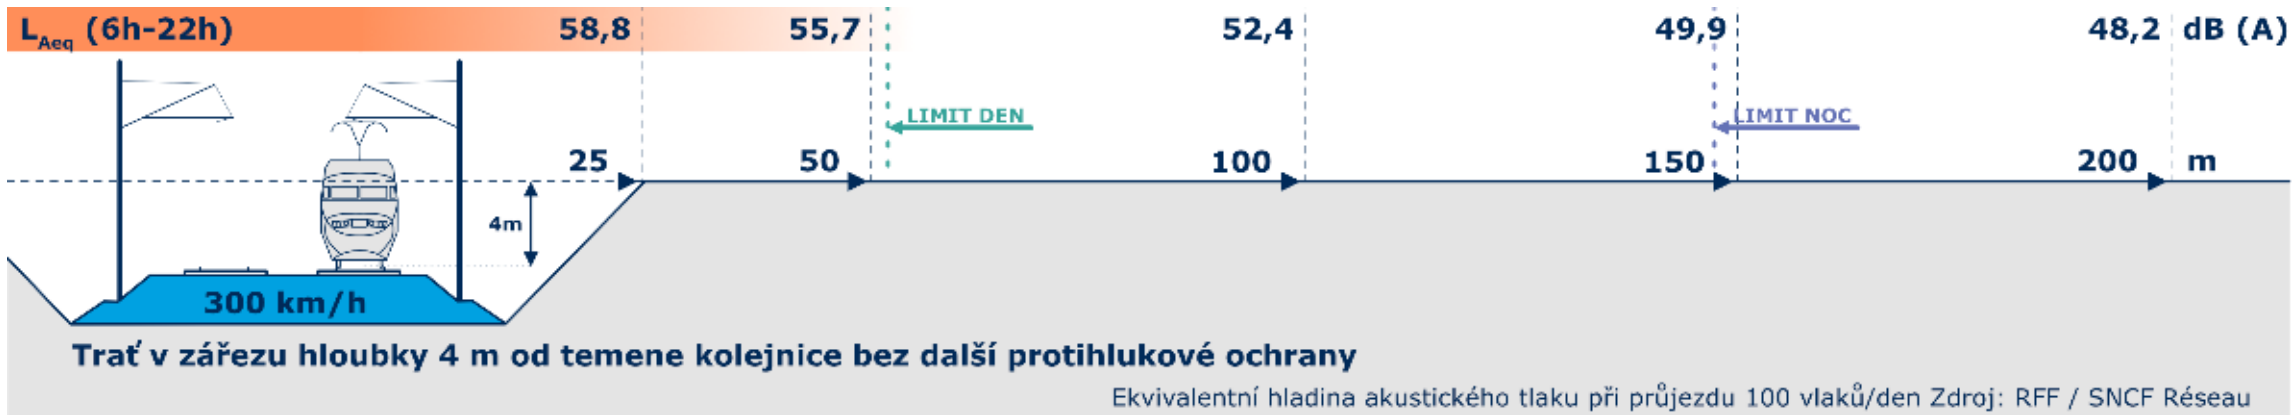 L Aeq (6h-22h) 58,8 55,7 52,4 49,9 48,2 dB (A)
LIMIT DEN LIMIT NOC
25 50 100 150 200 m
4m
300 km/h
Trať v zářezu hloubky 4 m od temene kolejnice bez další protihlukové ochrany
Ekvivalentní hladina akustického tlaku při průjezdu 100 vlaků/den Zdroj: RFF / SNCF Réseau